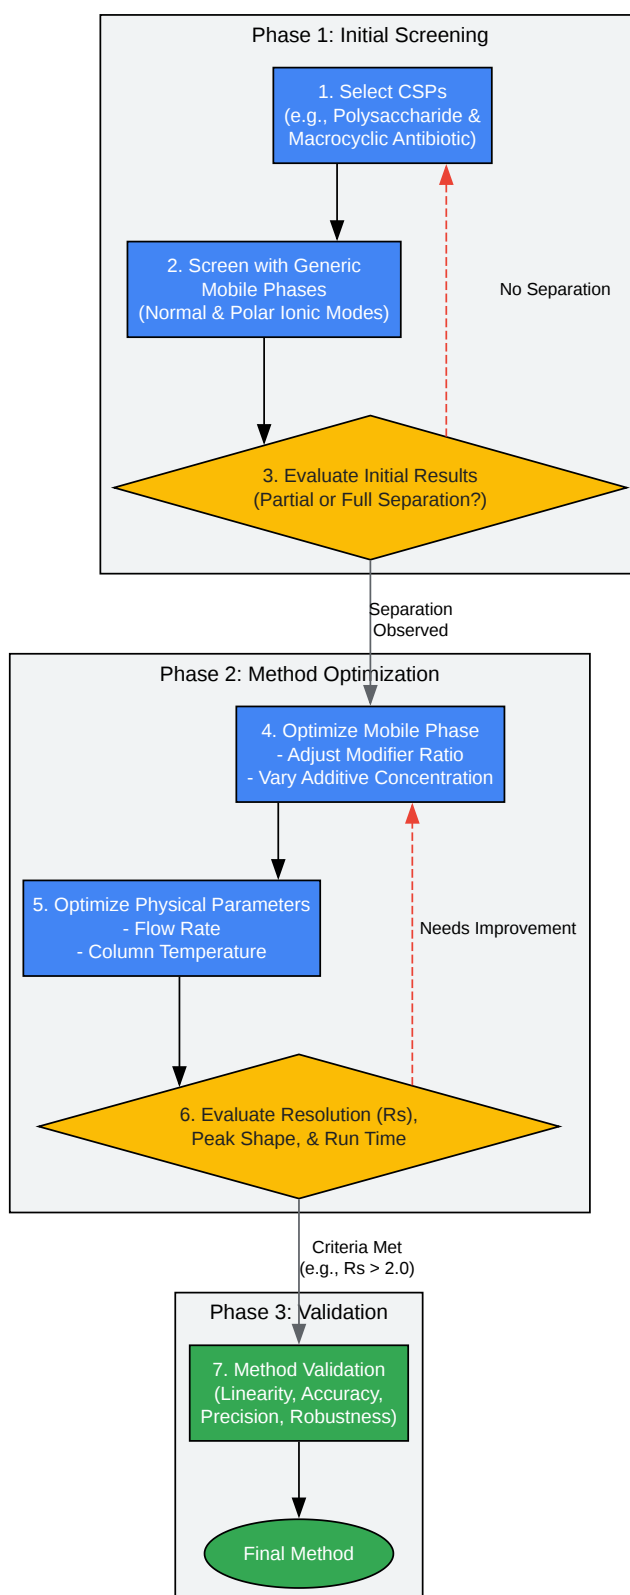 Phase 1: Initial Screening
1. Select CSPs
(e.g., Polysaccharide &
Macrocyclic Antibiotic)
2. Screen with Generic
Mobile Phases
(Normal & Polar Ionic Modes)
No Separation
3. Evaluate Initial Results
(Partial or Full Separation?)
Separation
Observed
Phase 2: Method Optimization
4. Optimize Mobile Phase
- Adjust Modifier Ratio
- Vary Additive Concentration
5. Optimize Physical Parameters
- Flow Rate
- Column Temperature
Needs Improvement
6. Evaluate Resolution (Rs),
Peak Shape, & Run Time
Criteria Met
(e.g., Rs > 2.0)
Phase 3: Validation
7. Method Validation
(Linearity, Accuracy,
Precision, Robustness)
Final Method